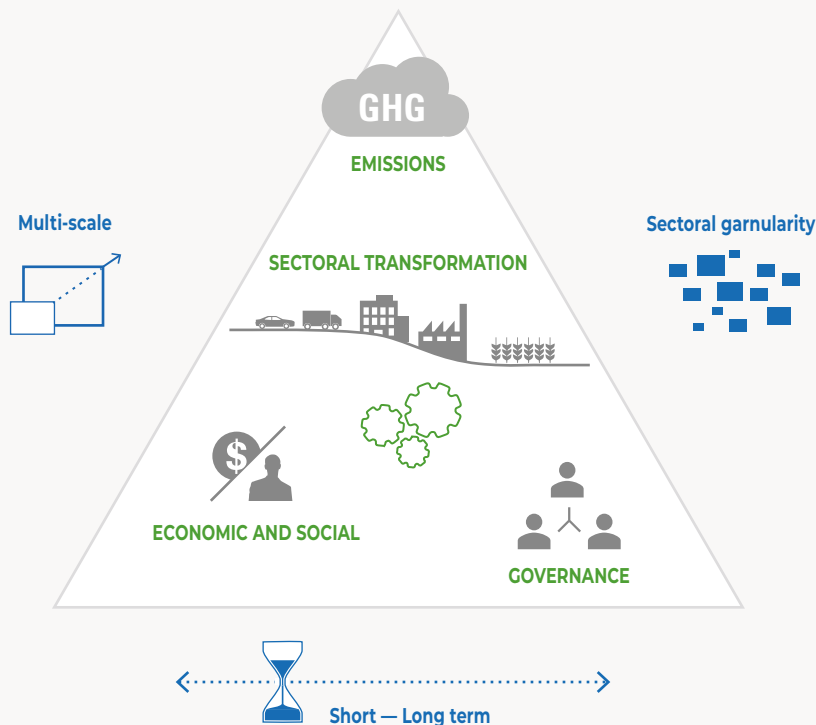 GHG
EMISSIONS
Multi-scale
Sectoral garnularity
SECTORAL TRANSFORMATION
$
ECONOMIC AND SOCIAL
GOVERNANCE
Short — Long term